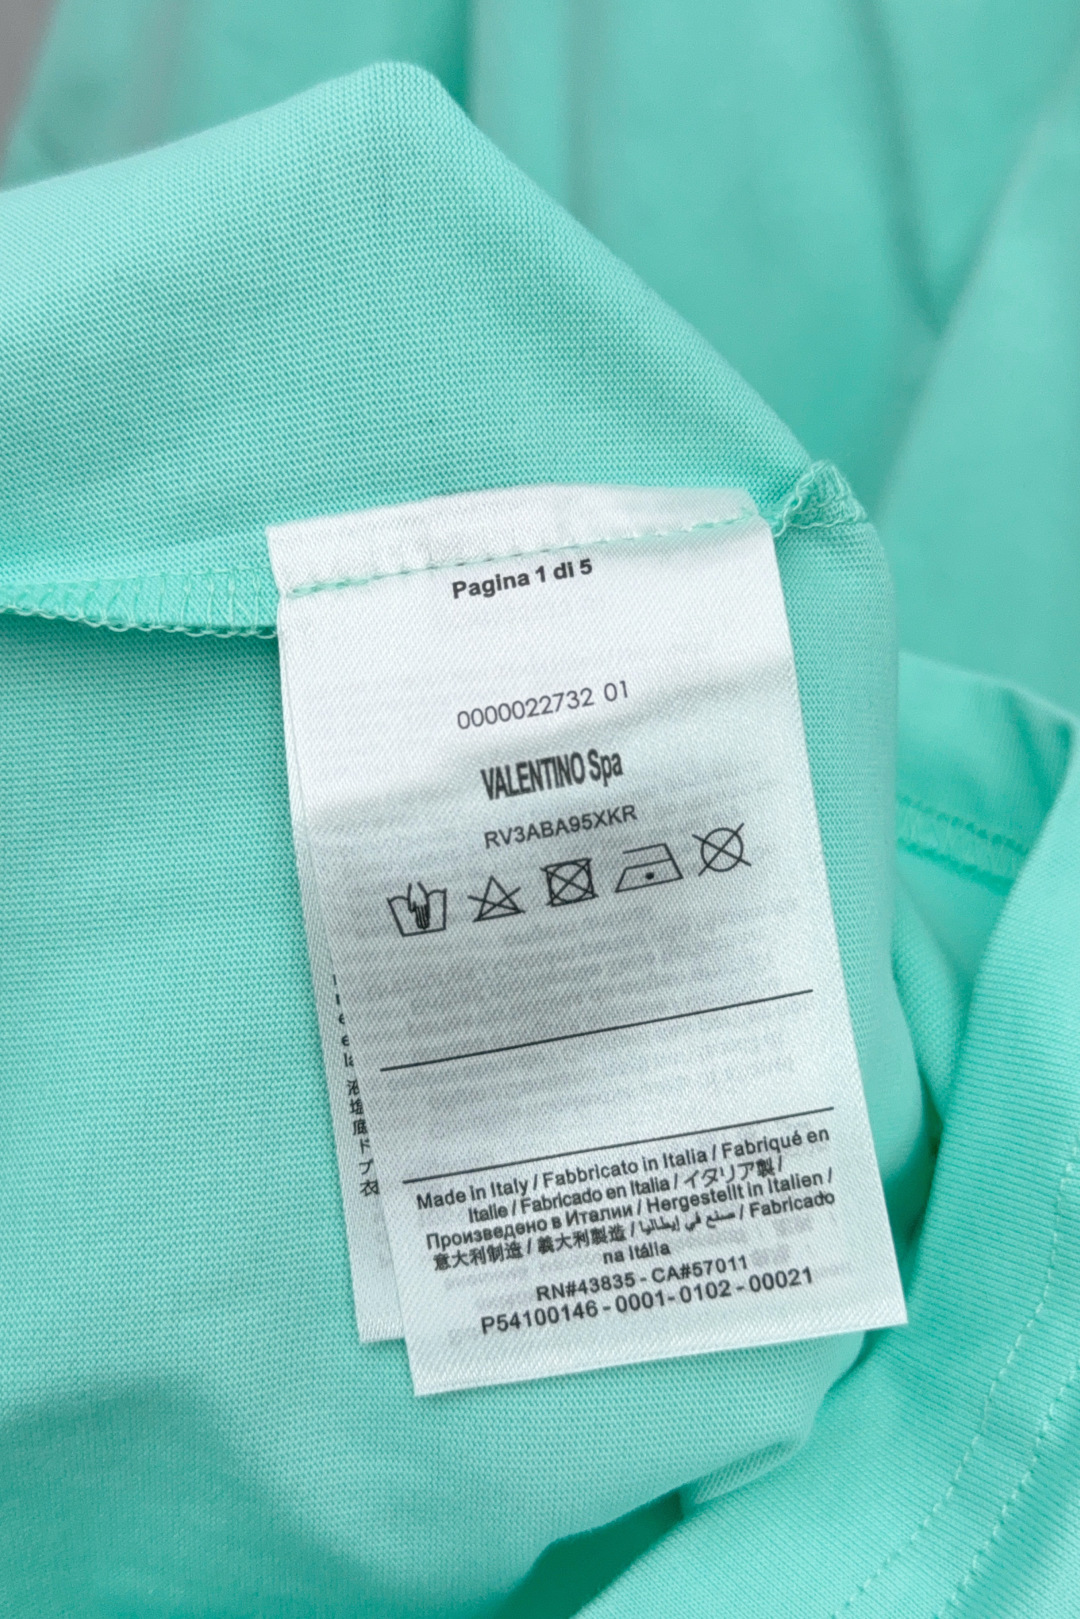 Pagina 1 di 5
0000022732 01
VALENTINO Spa
RV3ABA95XKR
Made in Italy / Fabbricato in Italia / Fabriqué en
Italie / Fabricado en Italia / イタリア製 /
Произведено в Италии / Hergestellt in Italien /
意大利制造 / 義大利製造 / صنع في إيطاليا / Fabricado
na Itália
RN#43835 - CA#57011
P54100146 - 0001 - 0102 - 00021